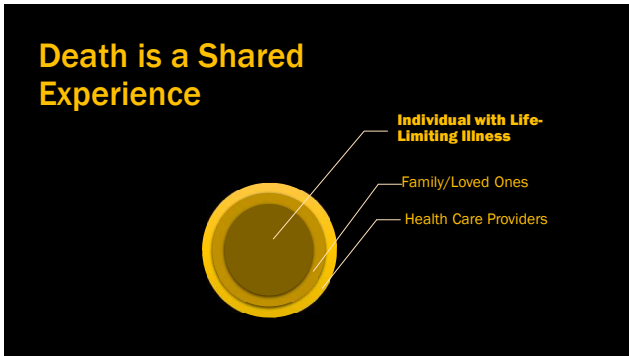 Death is a Shared
Experience
Individual with Life-
Limiting Illness
Family/Loved Ones
Health Care Providers